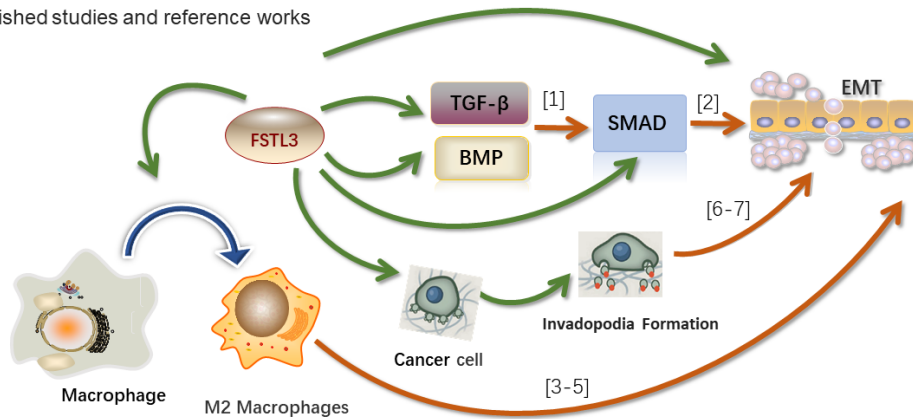 studies and reference works
EMT
TGF-β
[1]
[2]
FSTL3
SMAD
BMP
[6-7]
Invadopodia Formation
Cancer cell
[3-5]
Macrophage
M2 Macrophages